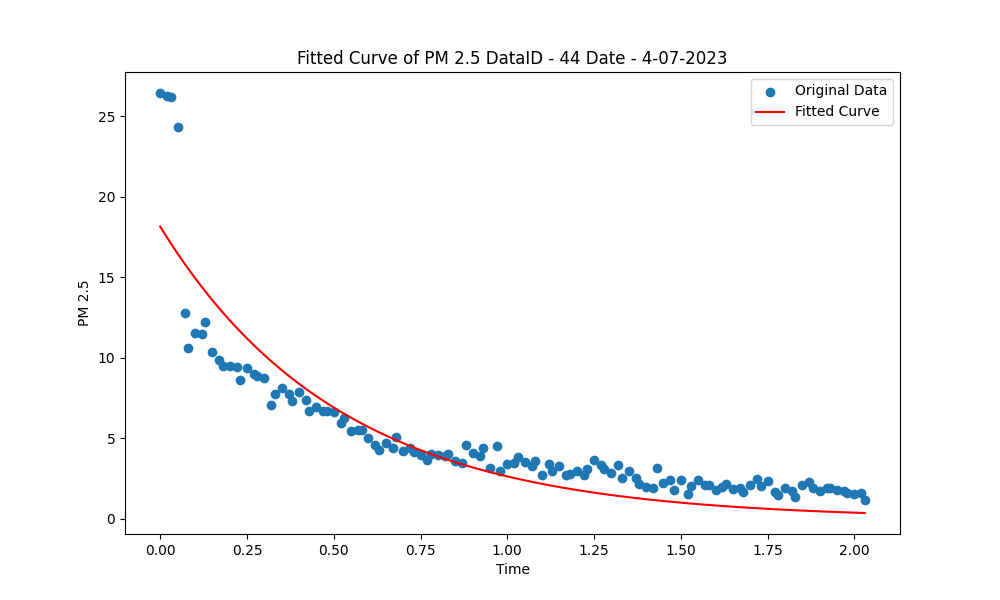 Fitted Curve of PM 2.5 DataID - 44 Date - 4-07-2023
Original Data
Fitted Curve
PM 2.5
25
20
15
10
5
0
0.00 0.25 0.50 0.75 1.00 1.25 1.50 1.75 2.00
Time